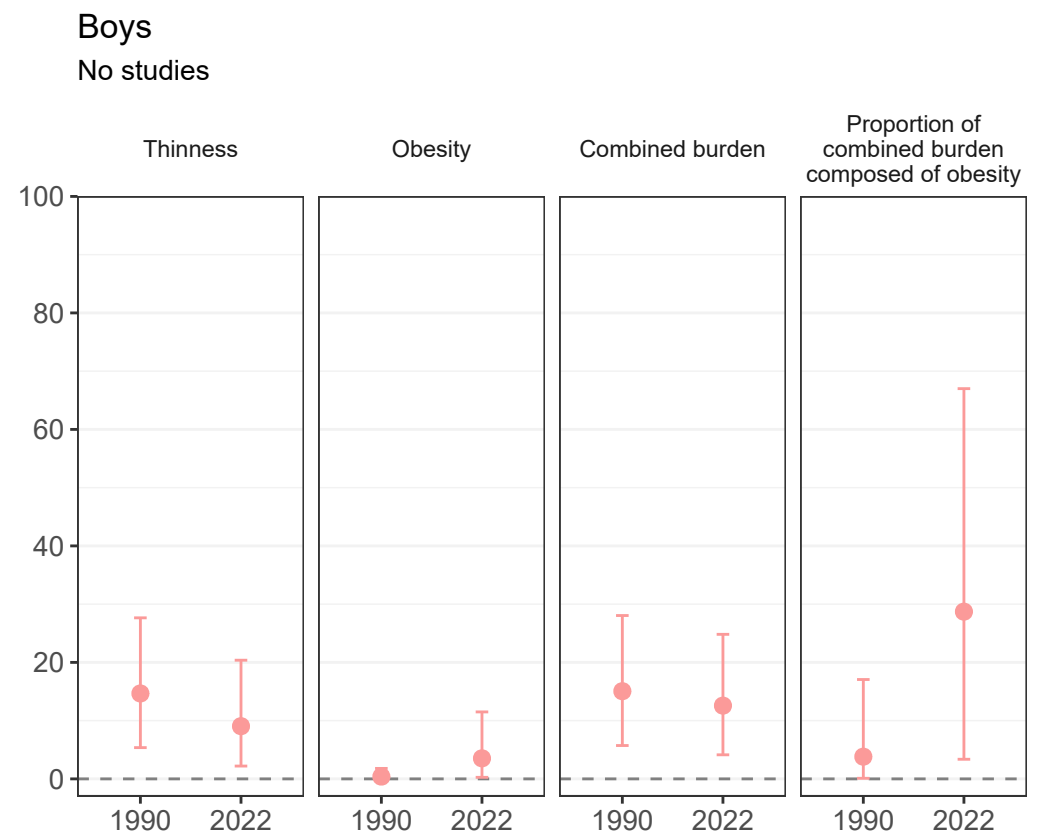 Boys
No studies
Thinness
Obesity
Combined burden
Proportion of
combined burden
composed of obesity
100
80
60
40
20
0
1990 2022
1990 2022
1990 2022
1990 2022